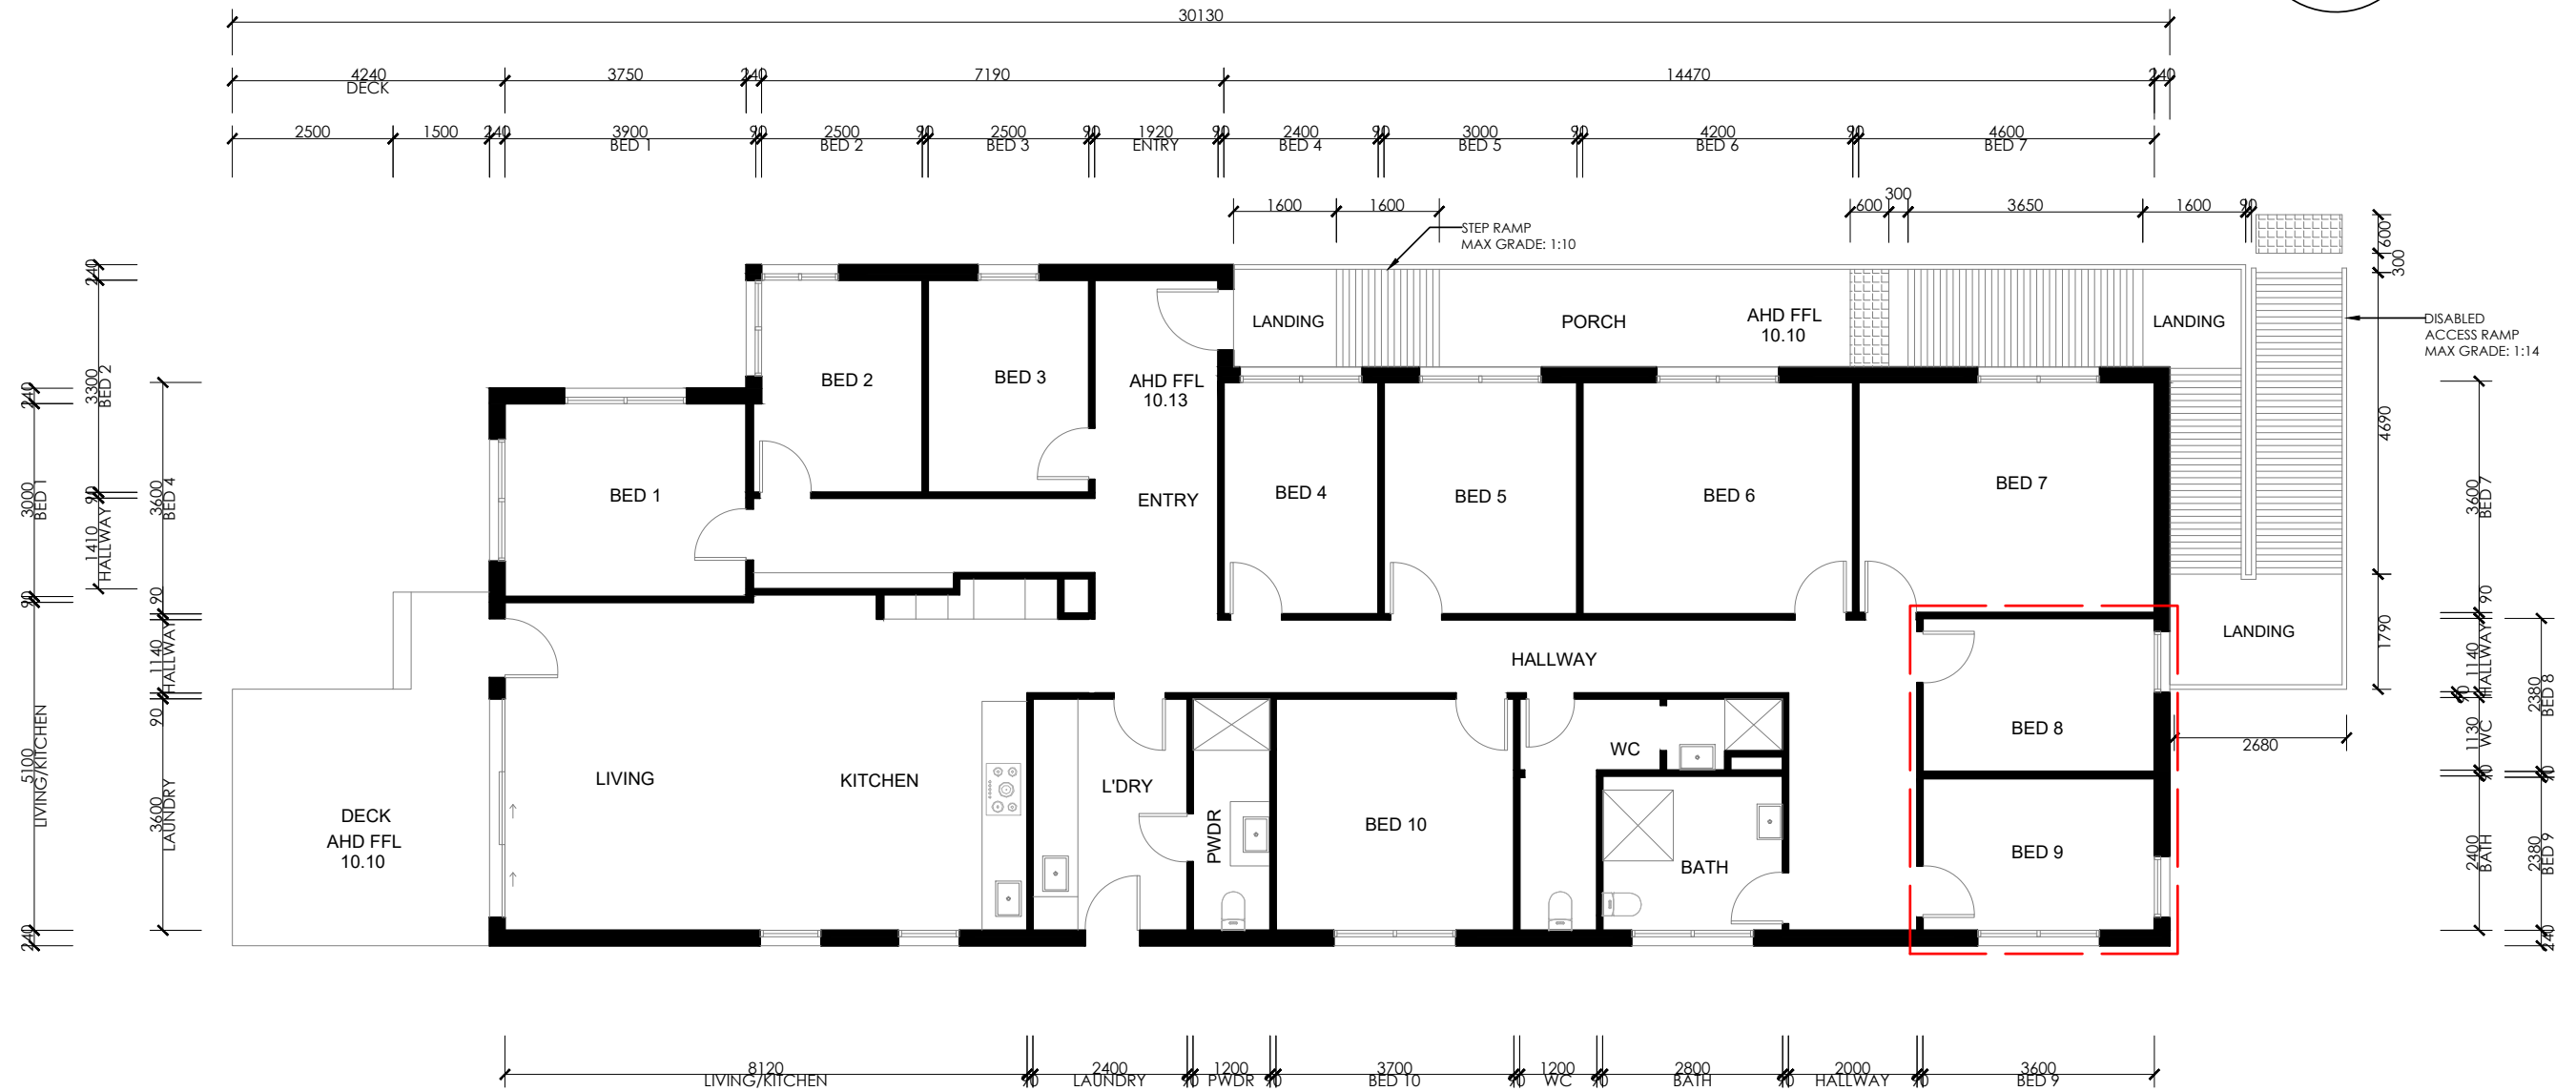 30130
4240
DECK
3750
240
7190
14470
240
2500
1500
240
3900
BED 1
90
2500
BED 2
90
2500
BED 3
90
1920
ENTRY
90
2400
BED 4
90
3000
BED 5
90
4200
BED 6
90
4600
BED 7
1600
1600
STEP RAMP
MAX GRADE: 1:10
600
300
3650
1600
90
600
300
4690
1790
2680
DISABLED
ACCESS RAMP
MAX GRADE: 1:14
240
3000
BED 1
90
5100
LIVING/KITCHEN
240
240
3300
BED 2
90
1410
HALLWAY
3600
BED 4
90
1140
HALLWAY
90
3600
LAUNDRY
LANDING
PORCH
AHD FFL
10.10
LANDING
BED 2
BED 3
AHD FFL
10.13
BED 1
ENTRY
BED 4
BED 5
BED 6
BED 7
LANDING
HALLWAY
BED 8
WC
LIVING
KITCHEN
L'DRY
PWDR
BED 10
BATH
BED 9
DECK
AHD FFL
10.10
3600
BED 7
90
1140
HALLWAY
90
1130
WC
90
2400
BATH
2380
BED 8
90
2380
BED 9
240
8120
LIVING/KITCHEN
90
2400
LAUNDRY
90
1200
PWDR
90
3700
BED 10
90
1200
WC
90
2800
BATH
90
2000
HALLWAY
90
3600
BED 9